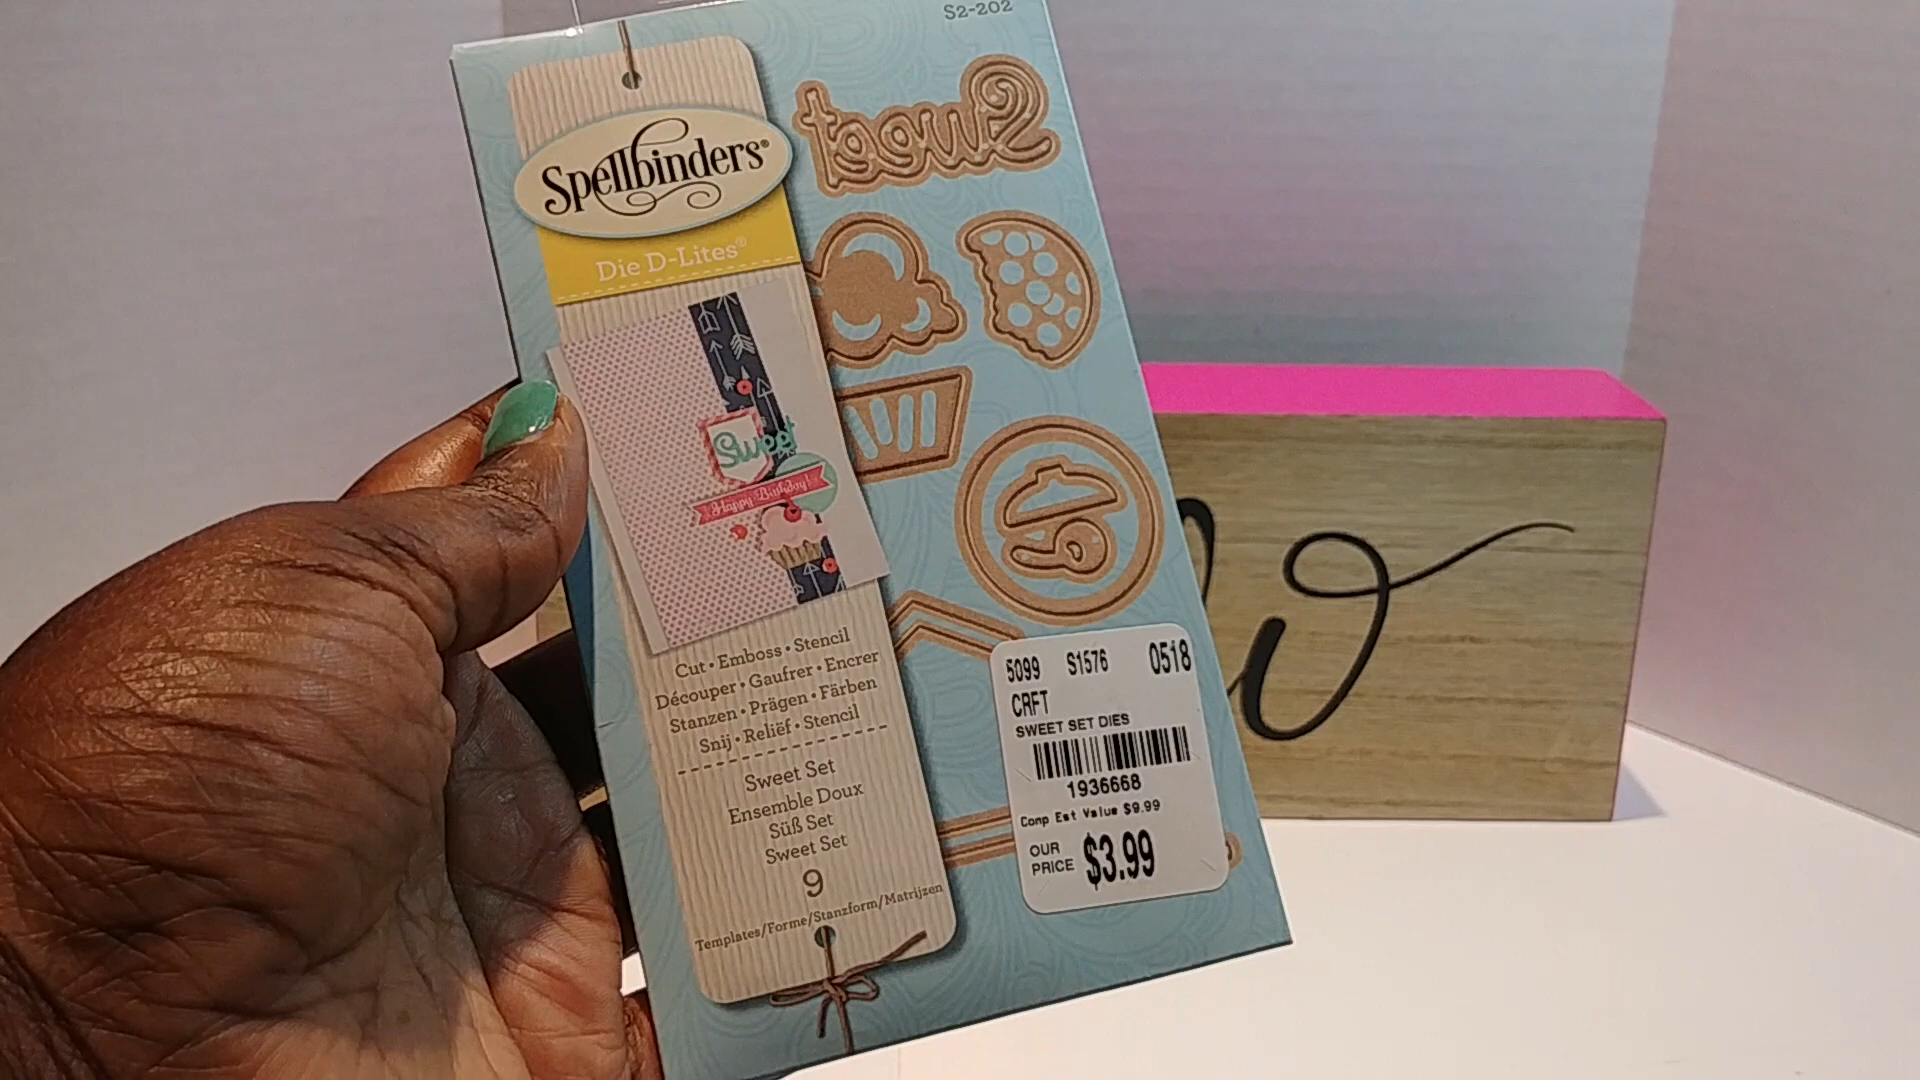 S2-202
Spellbinders®
Die D-Lites®
Sweet
Sweet
Happy Birthday!
Cut • Emboss • Stencil
Découper • Gaufrer • Encrer
Stanzen • Prägen • Färben
Snij • Reliëf • Stencil
Sweet Set
Ensemble Doux
Süß Set
Sweet Set
9
Templates/Forme/Stanzform/Matrijzen
5099 S1576 0518
CRFT
SWEET SET DIES
1936668
Comp Est Value $9.99
OUR PRICE $3.99